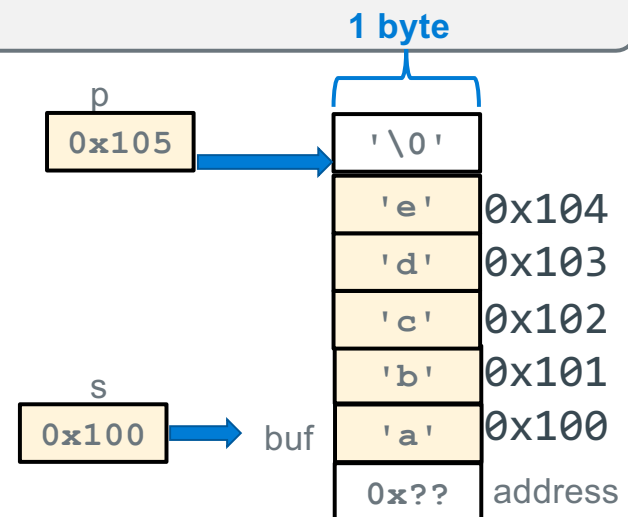 1 byte
p
0x105
'\0'
'e' 0x104
'd' 0x103
'c' 0x102
'b' 0x101
s
0x100 buf 'a' 0x100
0x?? address